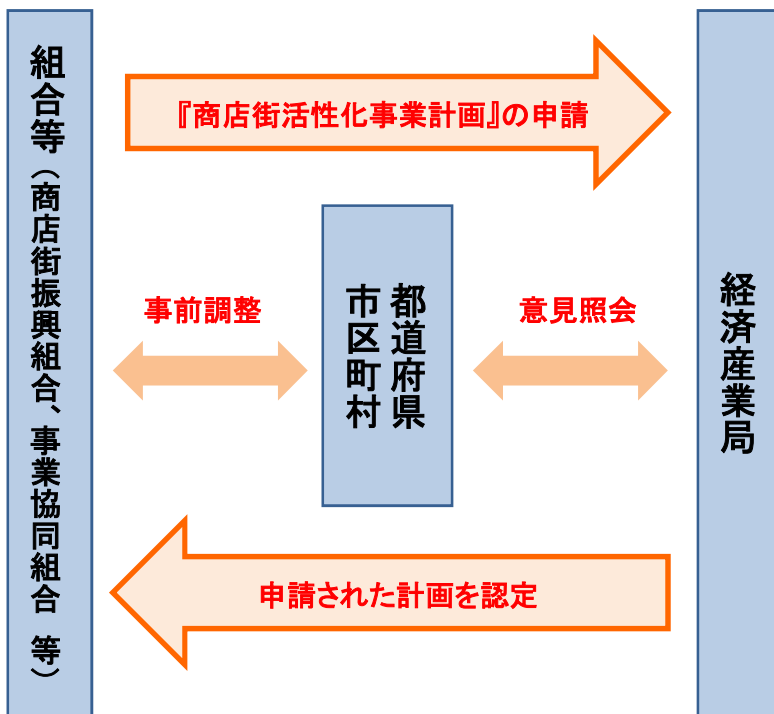 組合等（商店街振興組合、事業協同組合 等）
『商店街活性化事業計画』の申請
事前調整
都道府県
市区町村
意見照会
経済産業局
申請された計画を認定